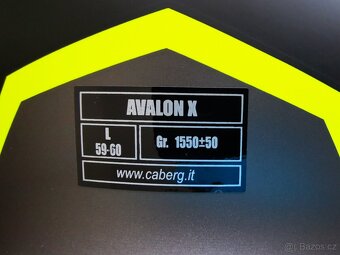 AVALON X
L
59-60
Gr. 1550±50
www.caberg.it
© Bazos.cz